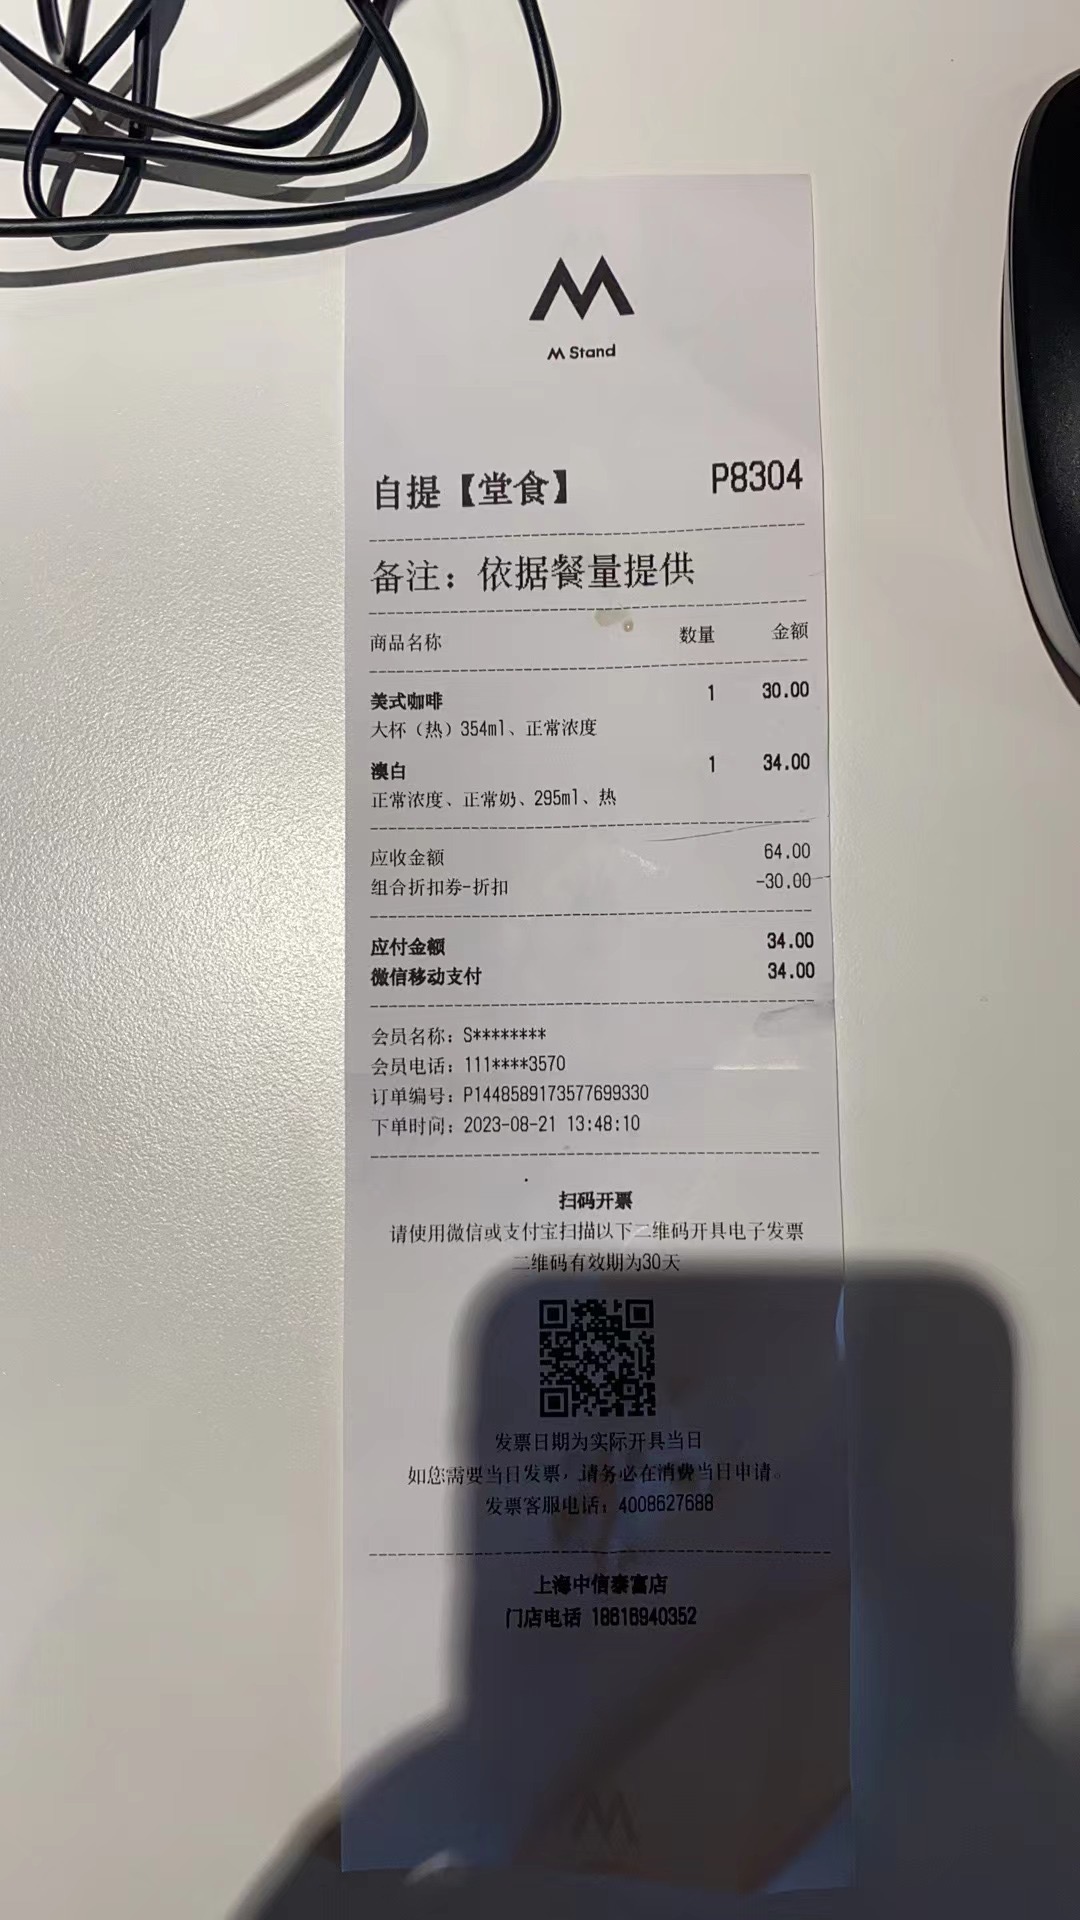 M Stand
自提【堂食】 P8304
备注：依据餐量提供
商品名称 数量 金额
美式咖啡 1 30.00
大杯（热）354ml、正常浓度
澳白 1 34.00
正常浓度、正常奶、295ml、热
应收金额 64.00
组合折扣券-折扣 -30.00
应付金额 34.00
微信移动支付 34.00
会员名称：S********
会员电话：111****3570
订单编号：P1448589173577699330
下单时间：2023-08-21 13:48:10
扫码开票
请使用微信或支付宝扫描以下二维码开具电子发票
二维码有效期为30天
发票日期为实际开具当日
如您需要当日发票，请务必在消费当日申请。
发票客服电话：4008627688
上海中信泰富店
门店电话 18616940352